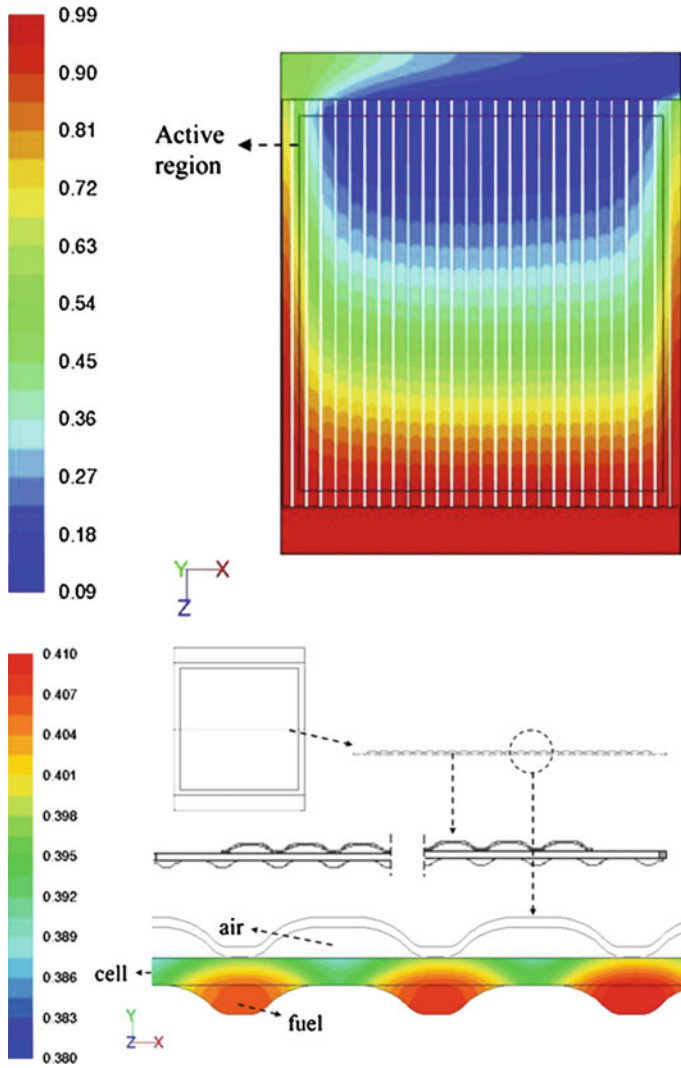 0.99
0.90
0.81
0.72
0.63
0.54
0.45
0.36
0.27
0.18
0.09
Active
region
Y
X
Z
0.410
0.407
0.404
0.401
0.398
0.395
0.392
0.389
0.386
0.383
0.380
air
cell
fuel
Y
Z
X